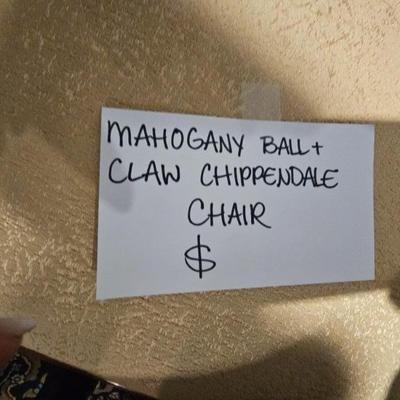 MAHOGANY BALL +
CLAW CHIPPENDALE
CHAIR
$